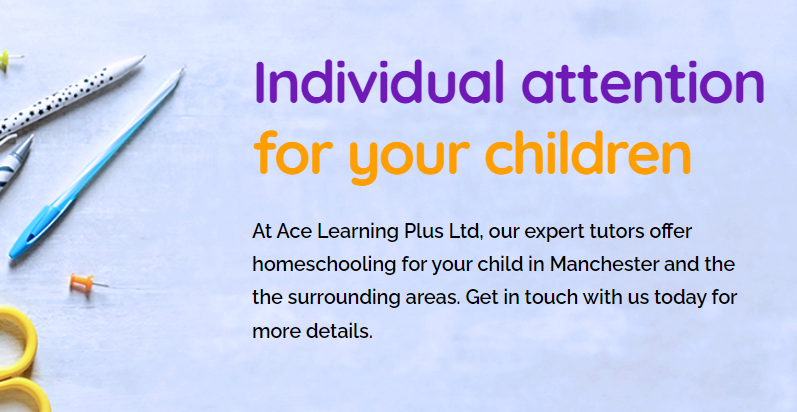 Individual attention
for your children
At Ace Learning Plus Ltd, our expert tutors offer
homeschooling for your child in Manchester and the
the surrounding areas. Get in touch with us today for
more details.